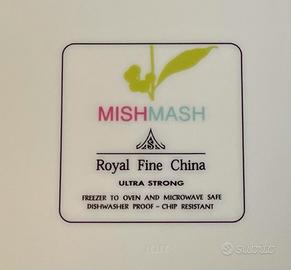 MISHMASH
S
Royal Fine China
ULTRA STRONG
FREEZER TO OVEN AND MICROWAVE SAFE
DISHWASHER PROOF – CHIP RESISTANT
subito